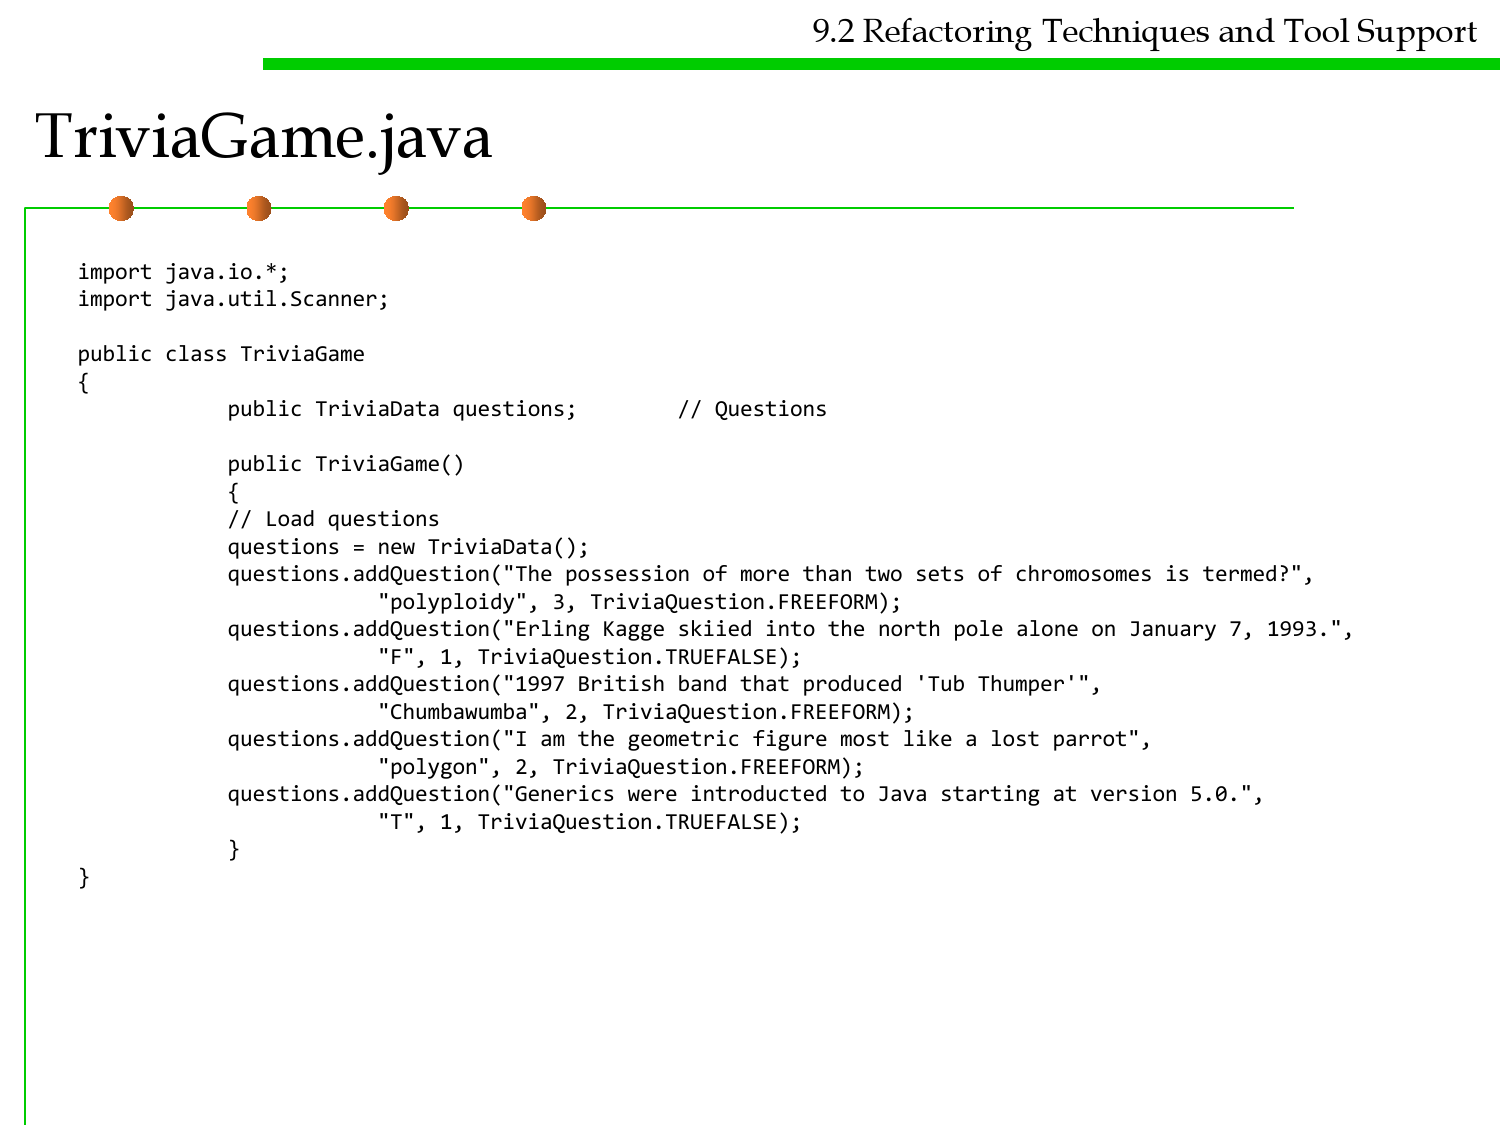 9.2 Refactoring Techniques and Tool Support
TriviaGame.java
import java.io.*;
import java.util.Scanner;
public class TriviaGame
{
public TriviaData questions; // Questions
public TriviaGame()
{
// Load questions
questions = new TriviaData();
questions.addQuestion("The possession of more than two sets of chromosomes is termed?",
"polyploidy", 3, TriviaQuestion.FREEFORM);
questions.addQuestion("Erling Kagge skiied into the north pole alone on January 7, 1993.",
"F", 1, TriviaQuestion.TRUEFALSE);
questions.addQuestion("1997 British band that produced 'Tub Thumper'",
"Chumbawumba", 2, TriviaQuestion.FREEFORM);
questions.addQuestion("I am the geometric figure most like a lost parrot",
"polygon", 2, TriviaQuestion.FREEFORM);
questions.addQuestion("Generics were introducted to Java starting at version 5.0.",
"T", 1, TriviaQuestion.TRUEFALSE);
}
}